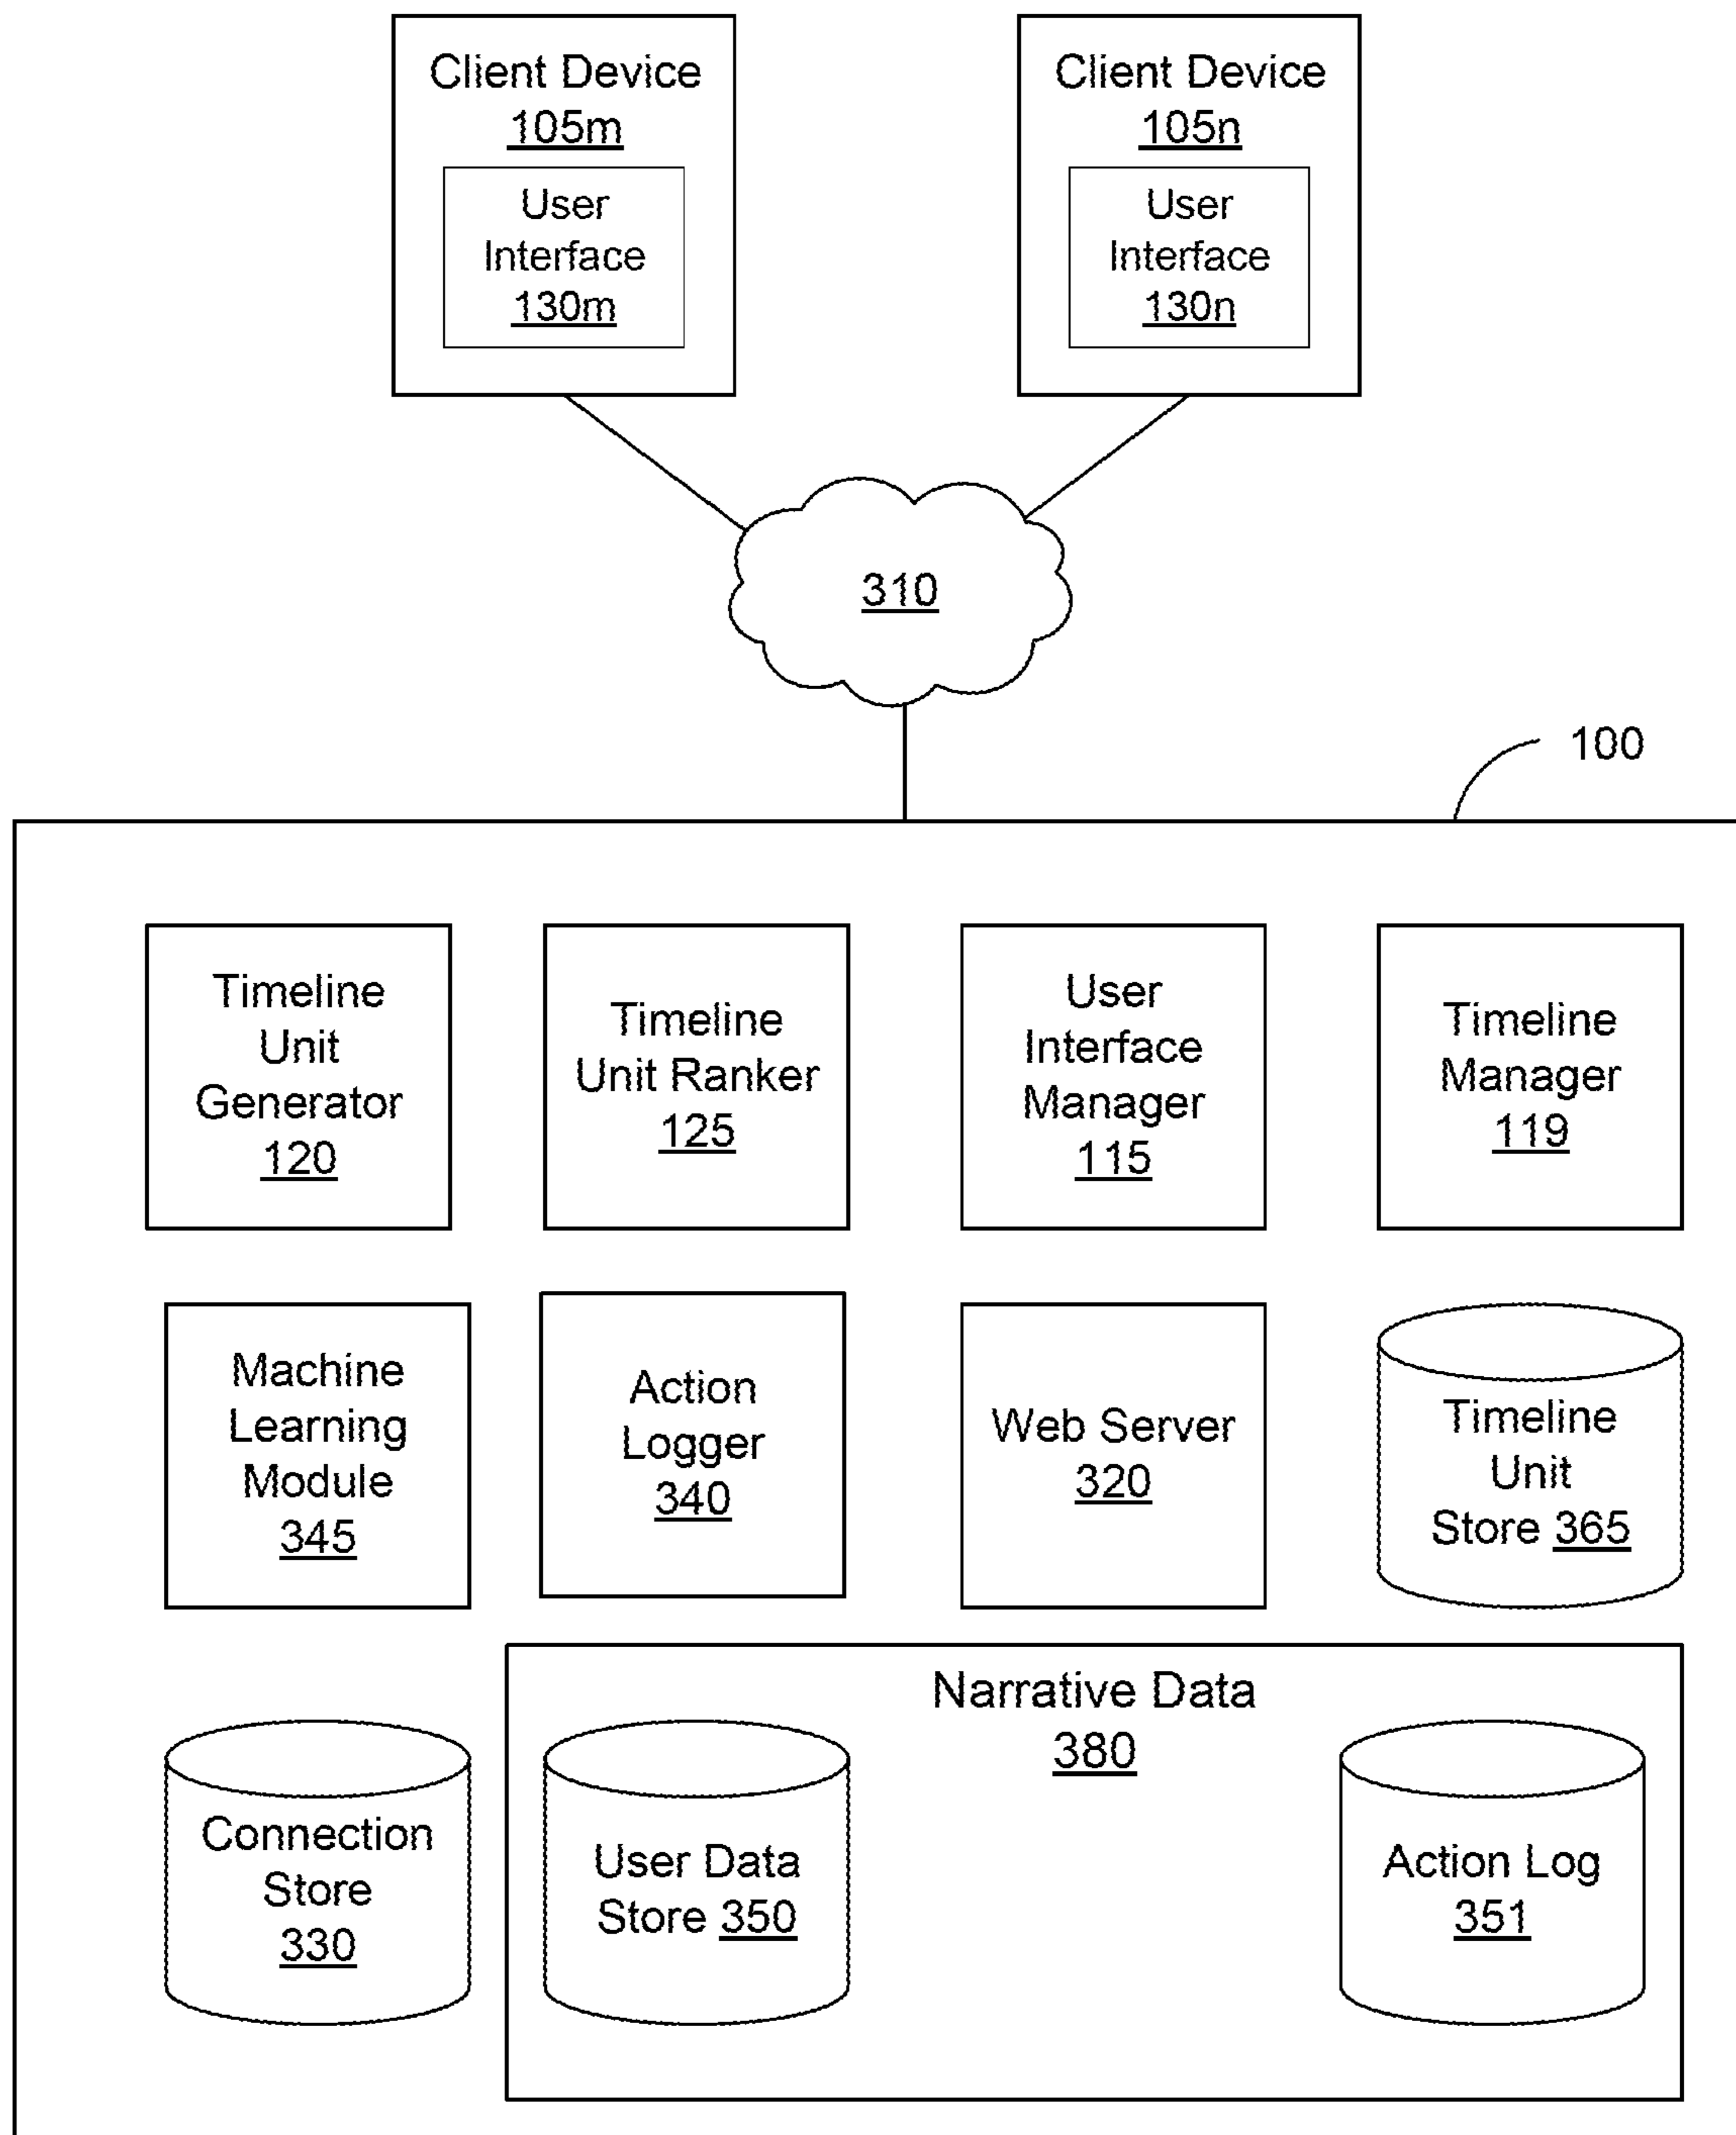 Client Device
105m
User
Interface
130m
Client Device
105n
User
Interface
130n
310
100
Timeline
Unit
Generator
120
Timeline
Unit Ranker
125
User
Interface
Manager
115
Timeline
Manager
119
Machine
Learning
Module
345
Action
Logger
340
Web Server
320
Timeline
Unit
Store 365
Connection
Store
330
Narrative Data
380
User Data
Store 350
Action Log
351